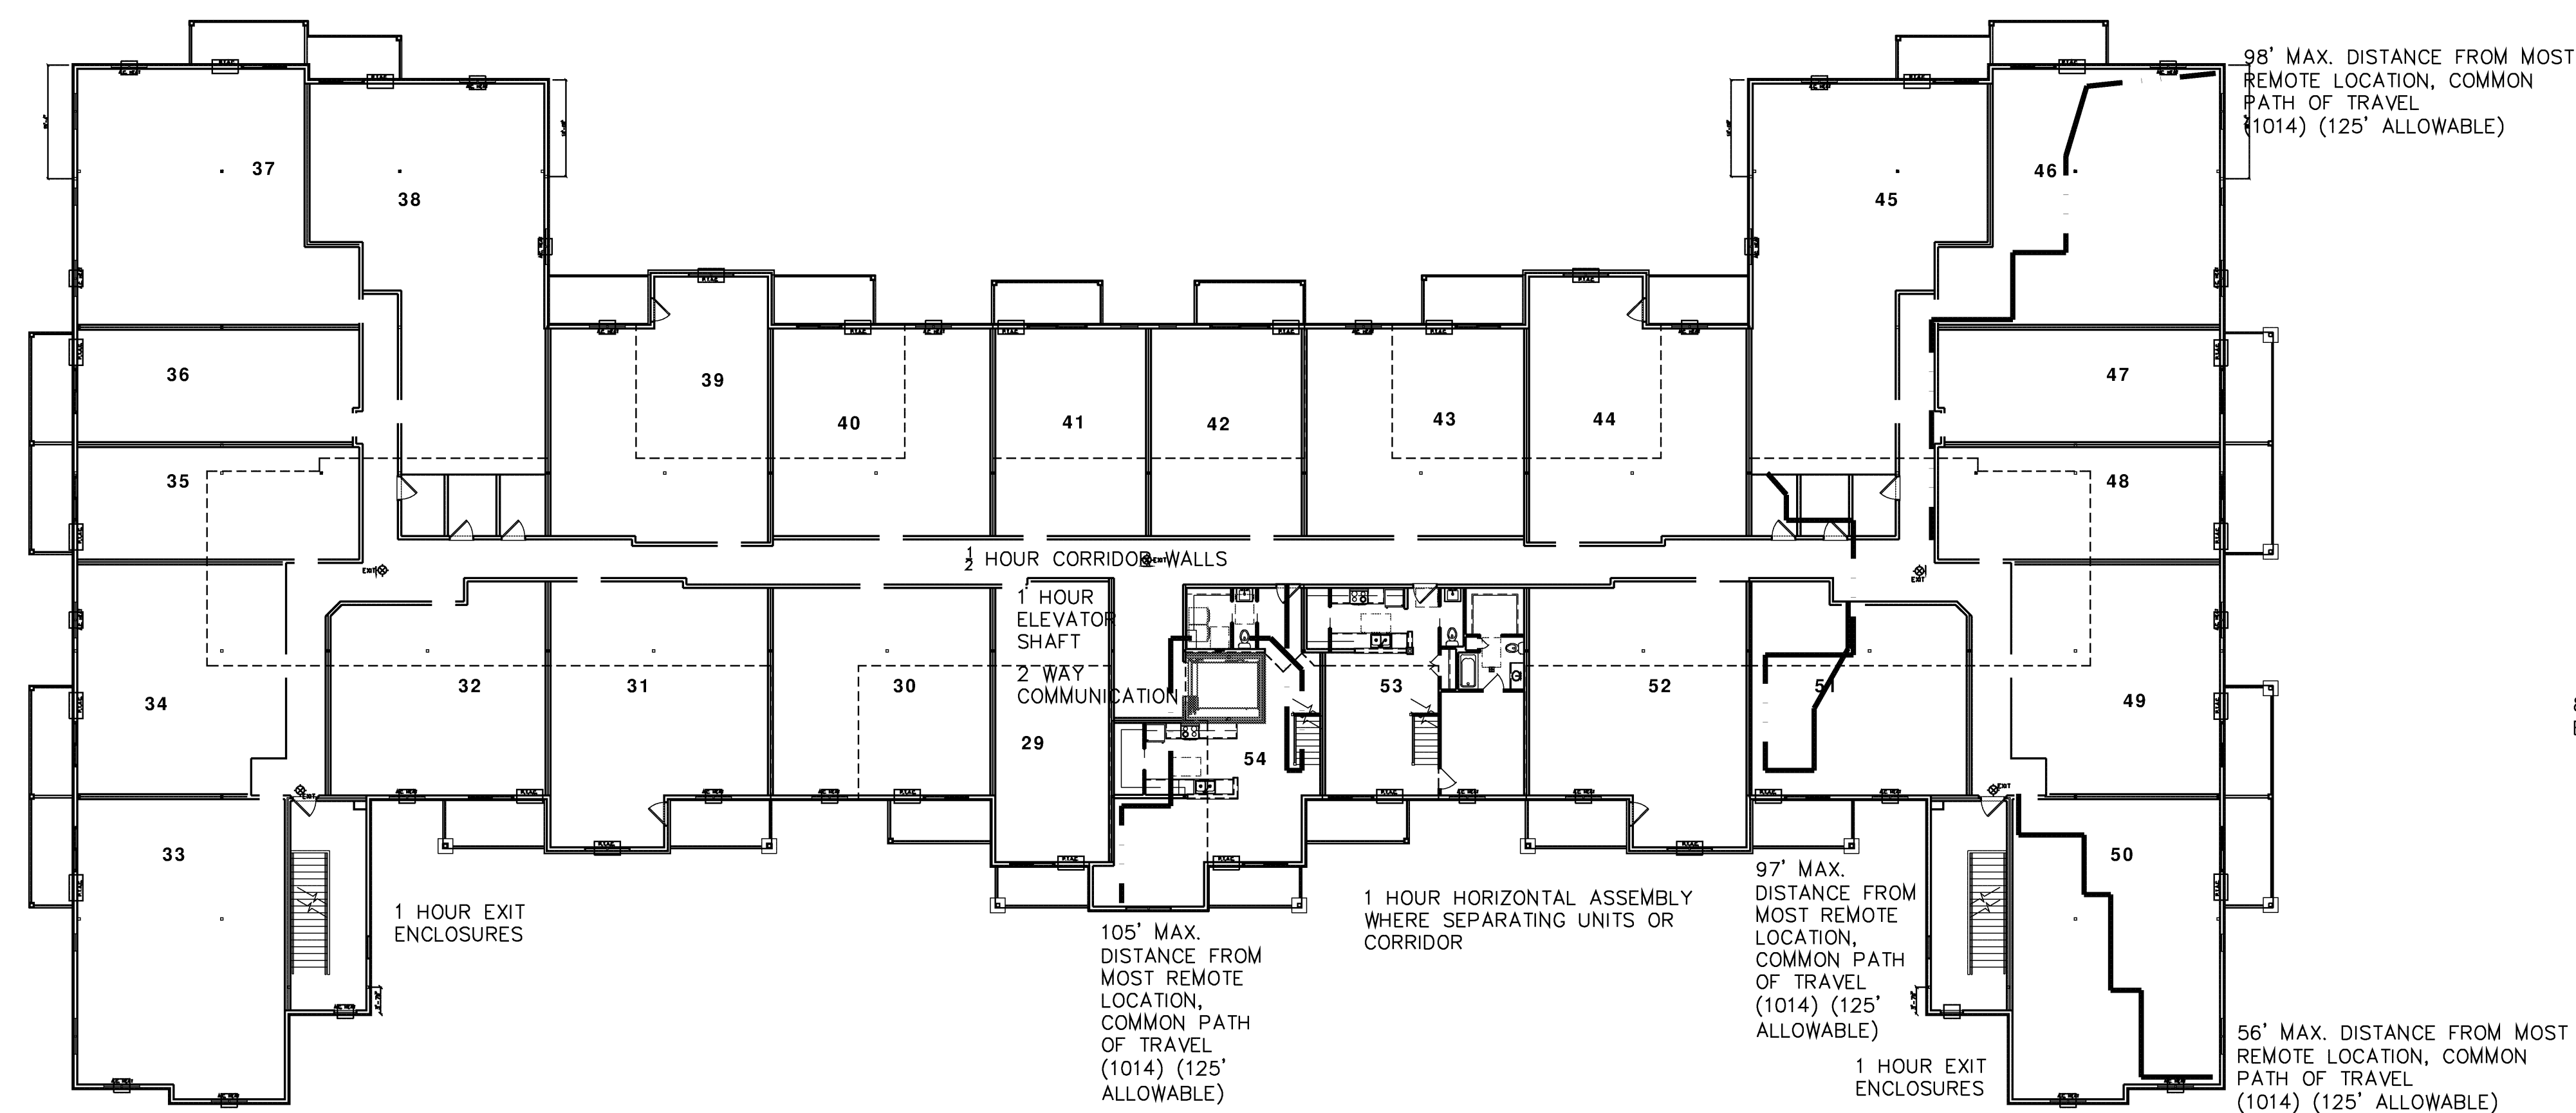 98' MAX. DISTANCE FROM MOST
REMOTE LOCATION, COMMON
PATH OF TRAVEL
(1014) (125' ALLOWABLE)
37
38
45
46
36
39
40
41
42
43
44
47
35
48
½ HOUR CORRIDOR WALLS
EXIT
EXIT
EXIT
1 HOUR
ELEVATOR
SHAFT
2 WAY
COMMUNICATION
34
32
31
30
29
54
53
52
51
49
EXIT
EXIT
33
50
1 HOUR EXIT
ENCLOSURES
105' MAX.
DISTANCE FROM
MOST REMOTE
LOCATION,
COMMON PATH
OF TRAVEL
(1014) (125'
ALLOWABLE)
1 HOUR HORIZONTAL ASSEMBLY
WHERE SEPARATING UNITS OR
CORRIDOR
97' MAX.
DISTANCE FROM
MOST REMOTE
LOCATION,
COMMON PATH
OF TRAVEL
(1014) (125'
ALLOWABLE)
1 HOUR EXIT
ENCLOSURES
56' MAX. DISTANCE FROM MOST
REMOTE LOCATION, COMMON
PATH OF TRAVEL
(1014) (125' ALLOWABLE)